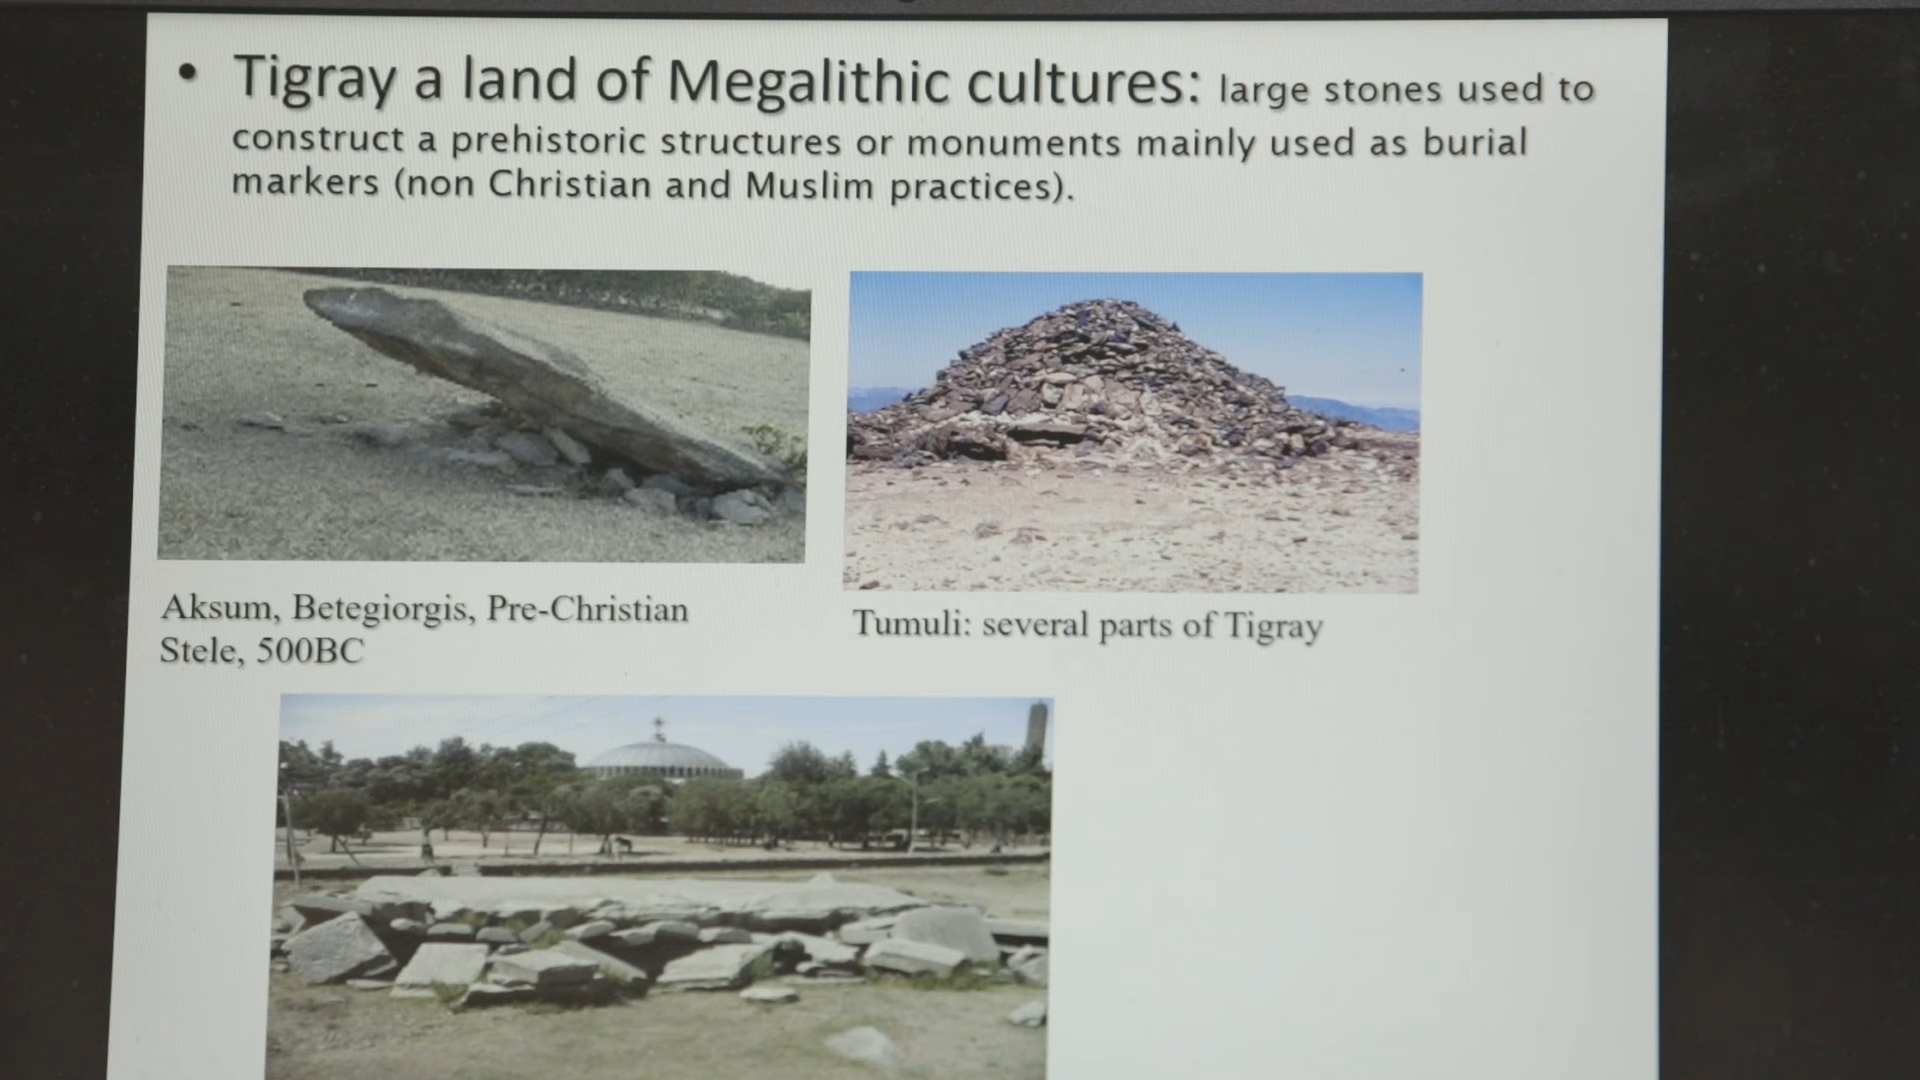 • Tigray a land of Megalithic cultures: large stones used to
construct a prehistoric structures or monuments mainly used as burial
markers (non Christian and Muslim practices).
Aksum, Betegiorgis, Pre-Christian
Stele, 500BC
Tumuli: several parts of Tigray